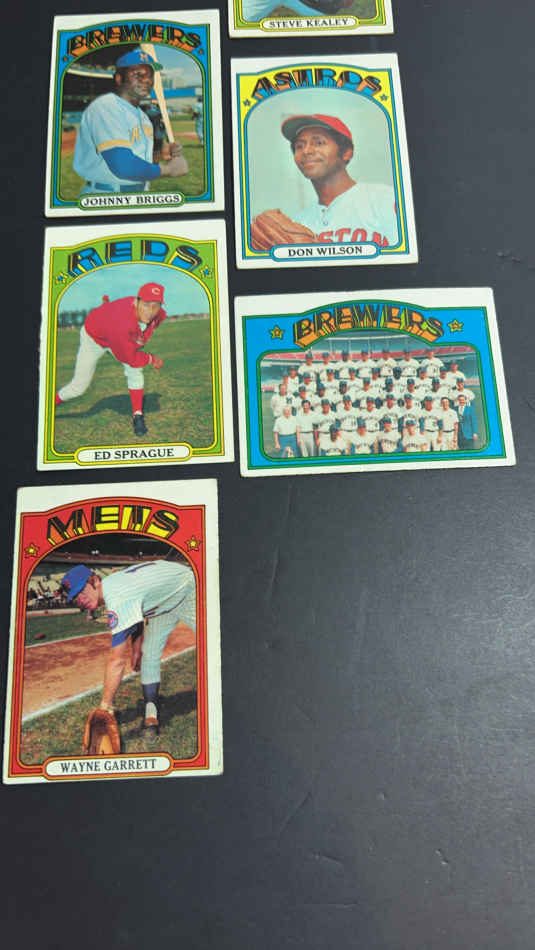 STEVE KEALEY
BREWERS
JOHNNY BRIGGS
ASTROS
DON WILSON
REDS
ED SPRAGUE
BREWERS
METS
WAYNE GARRETT